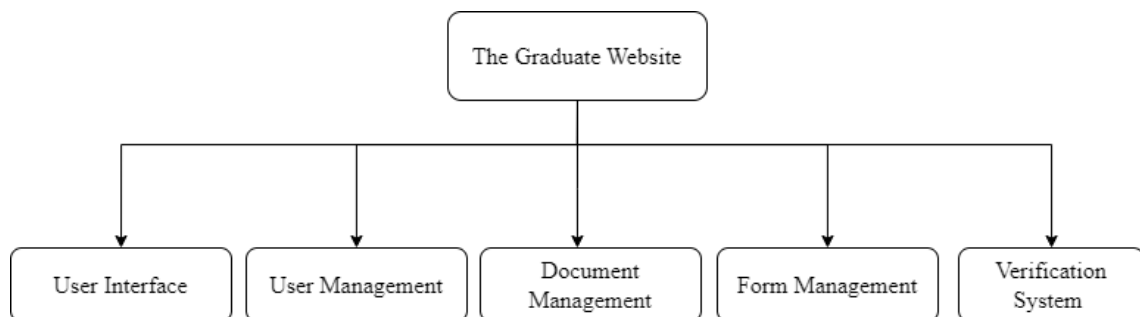 The Graduate Website
User Interface
User Management
Document
Management
Form Management
Verification
System